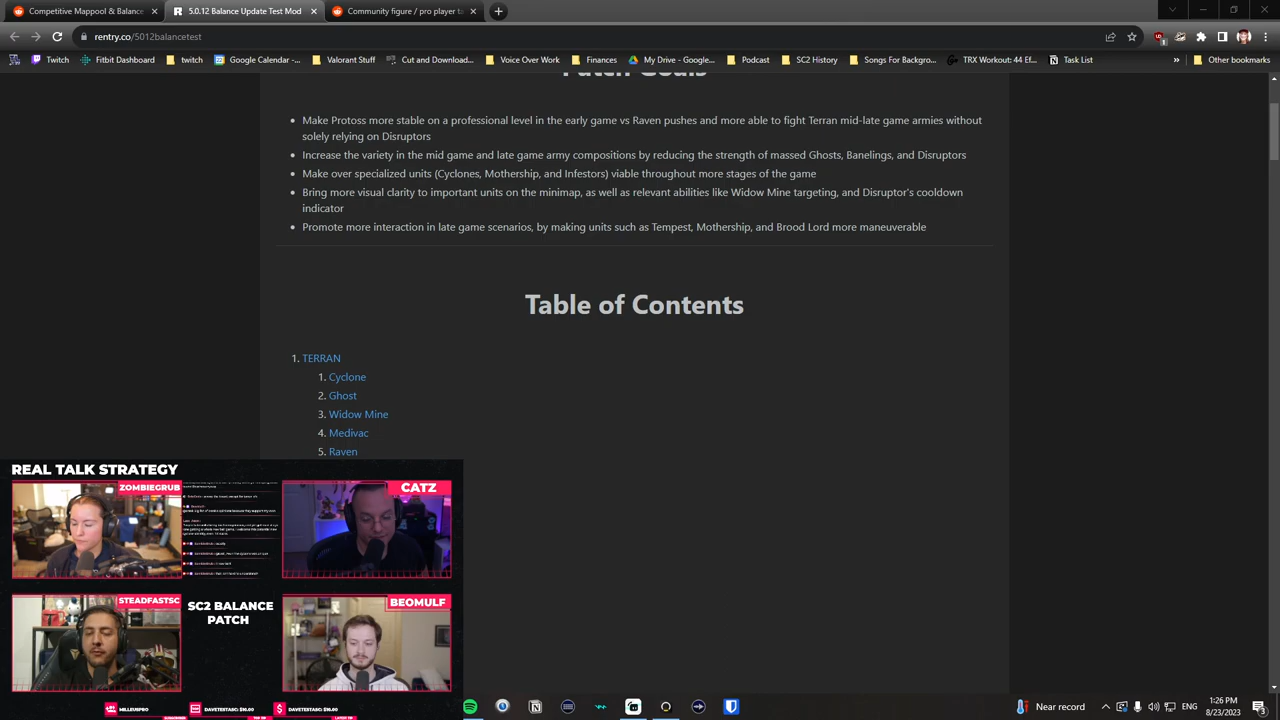 Competitive Mappool & Balance
5.0.12 Balance Update Test Mod
Community figure / pro player ta
rentry.co/5012balancetest
Twitch
Fitbit Dashboard
twitch
Google Calendar -...
Valorant Stuff
Cut and Download...
Voice Over Work
Finances
My Drive - Google...
Podcast
SC2 History
Songs For Backgro...
TRX Workout: 44 Ef...
Task List
»
Other bookmarks
Patch Goals
• Make Protoss more stable on a professional level in the early game vs Raven pushes and more able to fight Terran mid-late game armies without
solely relying on Disruptors
• Increase the variety in the mid game and late game army compositions by reducing the strength of massed Ghosts, Banelings, and Disruptors
• Make over specialized units (Cyclones, Mothership, and Infestors) viable throughout more stages of the game
• Bring more visual clarity to important units on the minimap, as well as relevant abilities like Widow Mine targeting, and Disruptor's cooldown
indicator
• Promote more interaction in late game scenarios, by making units such as Tempest, Mothership, and Brood Lord more maneuverable
Table of Contents
1. TERRAN
1. Cyclone
2. Ghost
3. Widow Mine
4. Medivac
5. Raven
REAL TALK STRATEGY
ZOMBIEGRUB
CATZ
STEADFASTSC
SC2 BALANCE
PATCH
BEOMULF
MILLEUIPRO
DAVETESTASC: $10.00
DAVETESTASC: $10.00
Near record
ENG
1:26 PM
8/23/2023